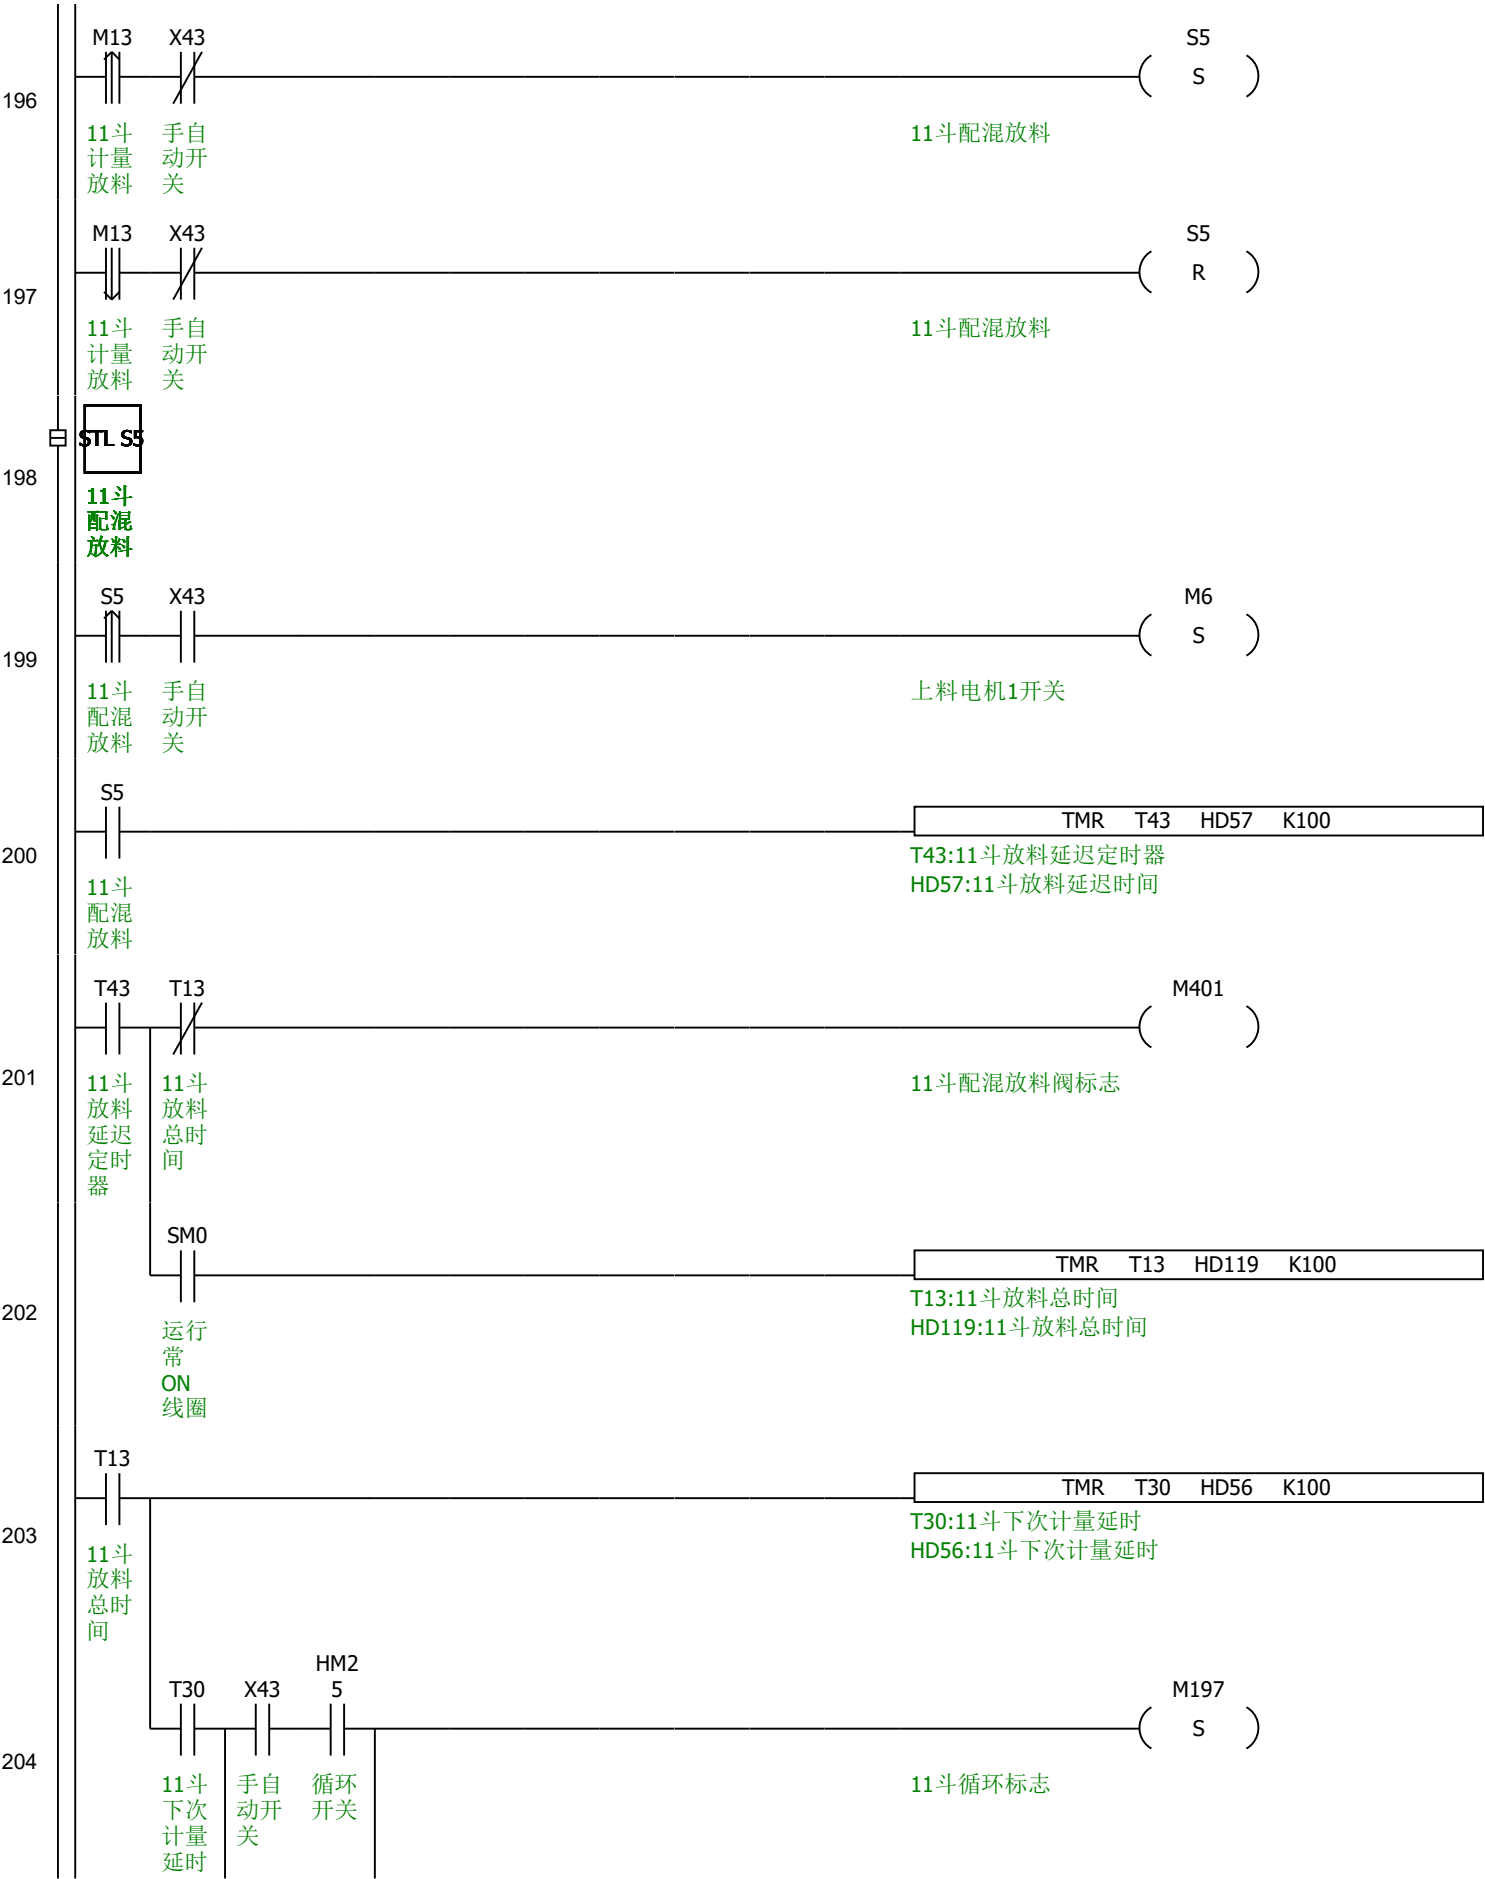 M13 X43 S5
S
196
11斗 手自 11斗配混放料
计量 动开
放料 关
M13 X43 S5
R
197
11斗 手自 11斗配混放料
计量 动开
放料 关
STL S5
198
11斗
配混
放料
S5 X43 M6
S
199
11斗 手自 上料电机1开关
配混 动开
放料 关
S5
TMR T43 HD57 K100
200
T43:11斗放料延迟定时器
HD57:11斗放料延迟时间
11斗
配混
放料
T43 T13 M401
201
11斗 11斗 11斗配混放料阀标志
放料 放料
延迟 总时
定时 间
器
SM0
TMR T13 HD119 K100
202
T13:11斗放料总时间
HD119:11斗放料总时间
运行
常
ON
线圈
T13
TMR T30 HD56 K100
203
T30:11斗下次计量延时
HD56:11斗下次计量延时
11斗
放料
总时
间
HM2
T30 X43 5 M197
S
204
11斗 手自 循环 11斗循环标志
下次 动开 开关
计量 关
延时